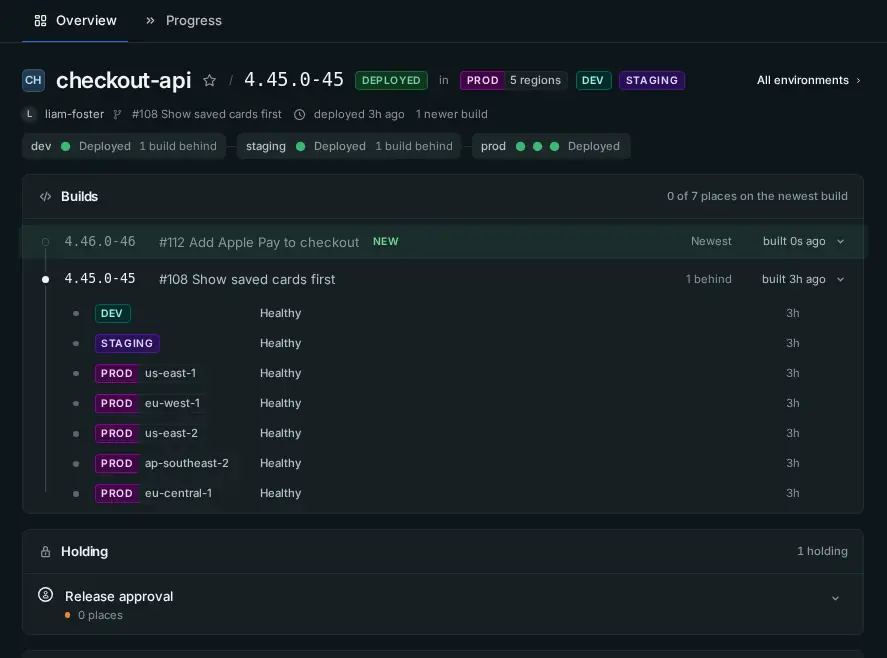 Overview Progress
CH checkout-api / 4.45.0-45 DEPLOYED in PROD 5 regions DEV STAGING All environments
L liam-foster #108 Show saved cards first deployed 3h ago 1 newer build
dev Deployed 1 build behind staging Deployed 1 build behind prod Deployed
Builds 0 of 7 places on the newest build
4.46.0-46 #112 Add Apple Pay to checkout NEW Newest built 0s ago
4.45.0-45 #108 Show saved cards first 1 behind built 3h ago
DEV Healthy 3h
STAGING Healthy 3h
PROD us-east-1 Healthy 3h
PROD eu-west-1 Healthy 3h
PROD us-east-2 Healthy 3h
PROD ap-southeast-2 Healthy 3h
PROD eu-central-1 Healthy 3h
Holding 1 holding
Release approval
0 places